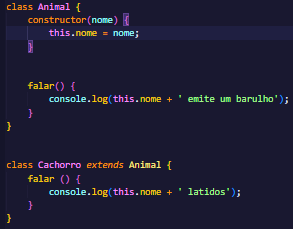 class Animal {
    constructor(nome) {
        this.nome = nome;
    }
    falar() {
        console.log(this.nome + ' emite um barulho');
    }
}
class Cachorro extends Animal {
    falar () {
        console.log(this.nome + ' latidos');
    }
}